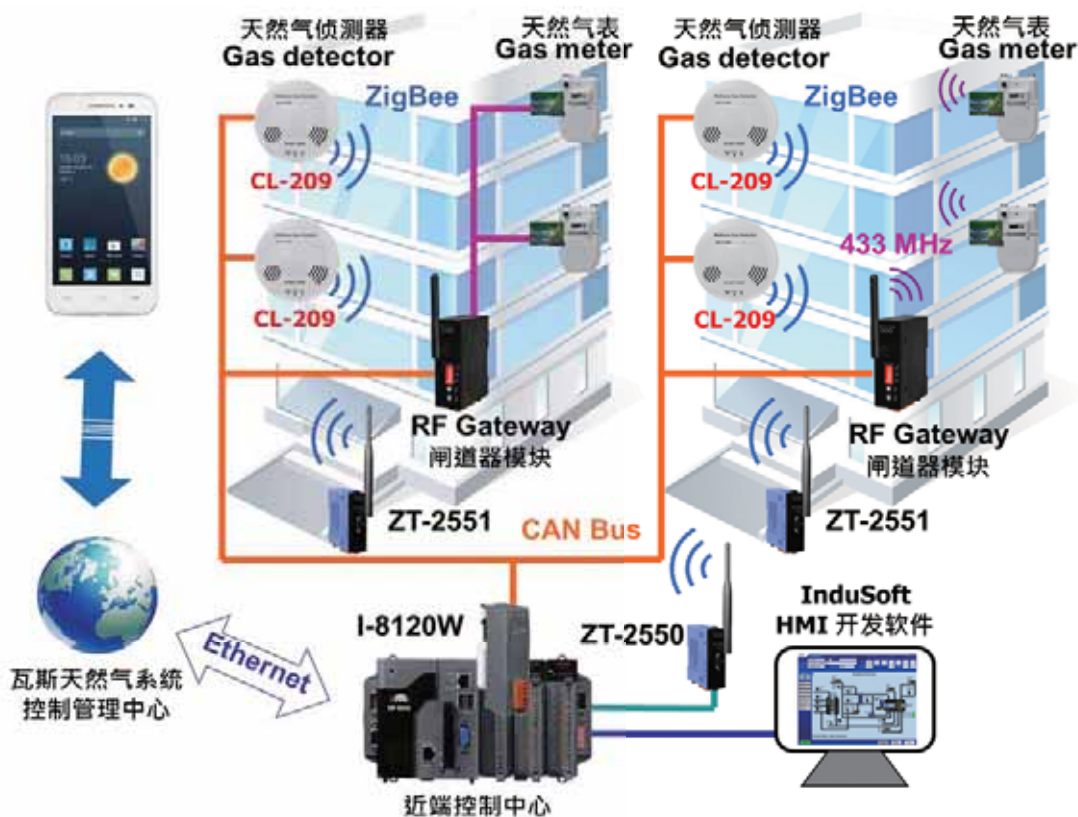 天然气侦测器
Gas detector
天然气表
Gas meter
天然气侦测器
Gas detector
天然气表
Gas meter
ZigBee
ZigBee
CL-209
CL-209
CL-209
CL-209
433 MHz
RF Gateway
闸道器模块
RF Gateway
闸道器模块
ZT-2551
ZT-2551
CAN Bus
I-8120W
ZT-2550
InduSoft
HMI 开发软件
Ethernet
瓦斯天然气系统
控制管理中心
近端控制中心